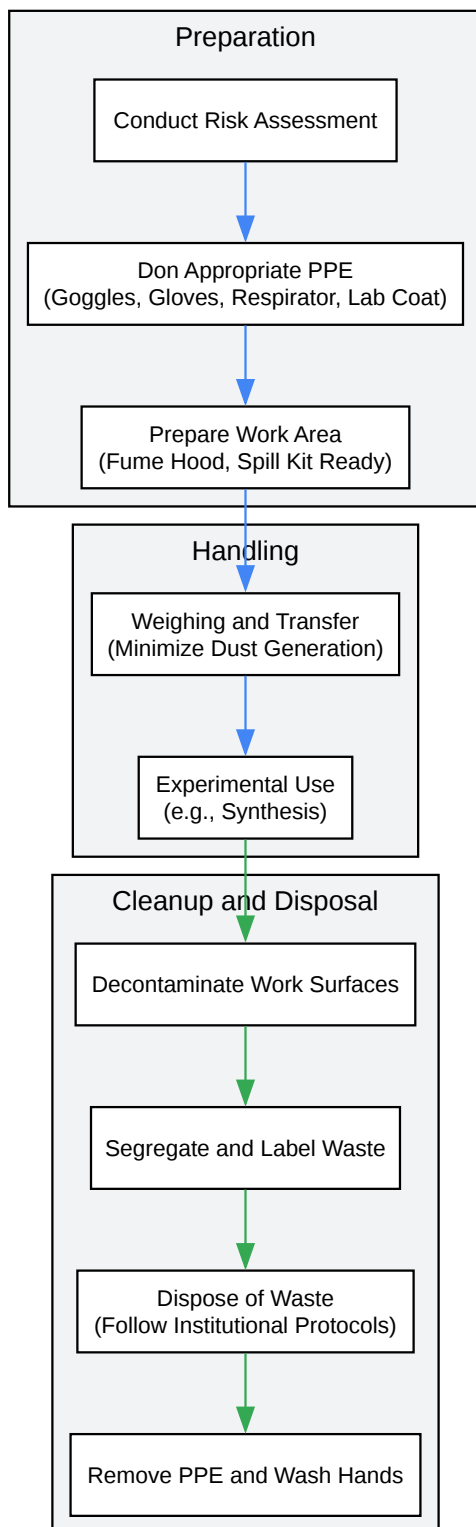 Preparation
Conduct Risk Assessment
Don Appropriate PPE
(Goggles, Gloves, Respirator, Lab Coat)
Prepare Work Area
(Fume Hood, Spill Kit Ready)
Handling
Weighing and Transfer
(Minimize Dust Generation)
Experimental Use
(e.g., Synthesis)
Cleanup and Disposal
Decontaminate Work Surfaces
Segregate and Label Waste
Dispose of Waste
(Follow Institutional Protocols)
Remove PPE and Wash Hands